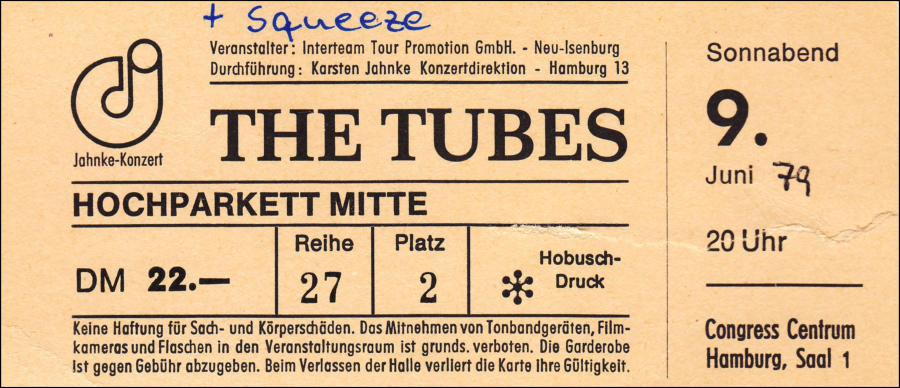 + Squeeze
Veranstalter: Interteam Tour Promotion GmbH. - Neu-Isenburg
Durchführung: Karsten Jahnke Konzertdirektion - Hamburg 13
Jahnke-Konzert
THE TUBES
HOCHPARKETT MITTE
DM 22.—
Reihe
27
Platz
2
Hobusch-
Druck
Keine Haftung für Sach- und Körperschäden. Das Mitnehmen von Tonbandgeräten, Film-
kameras und Flaschen in den Veranstaltungsraum ist grunds. verboten. Die Garderobe
ist gegen Gebühr abzugeben. Beim Verlassen der Halle verliert die Karte ihre Gültigkeit.
Sonnabend
9.
Juni 79
20 Uhr
Congress Centrum
Hamburg, Saal 1